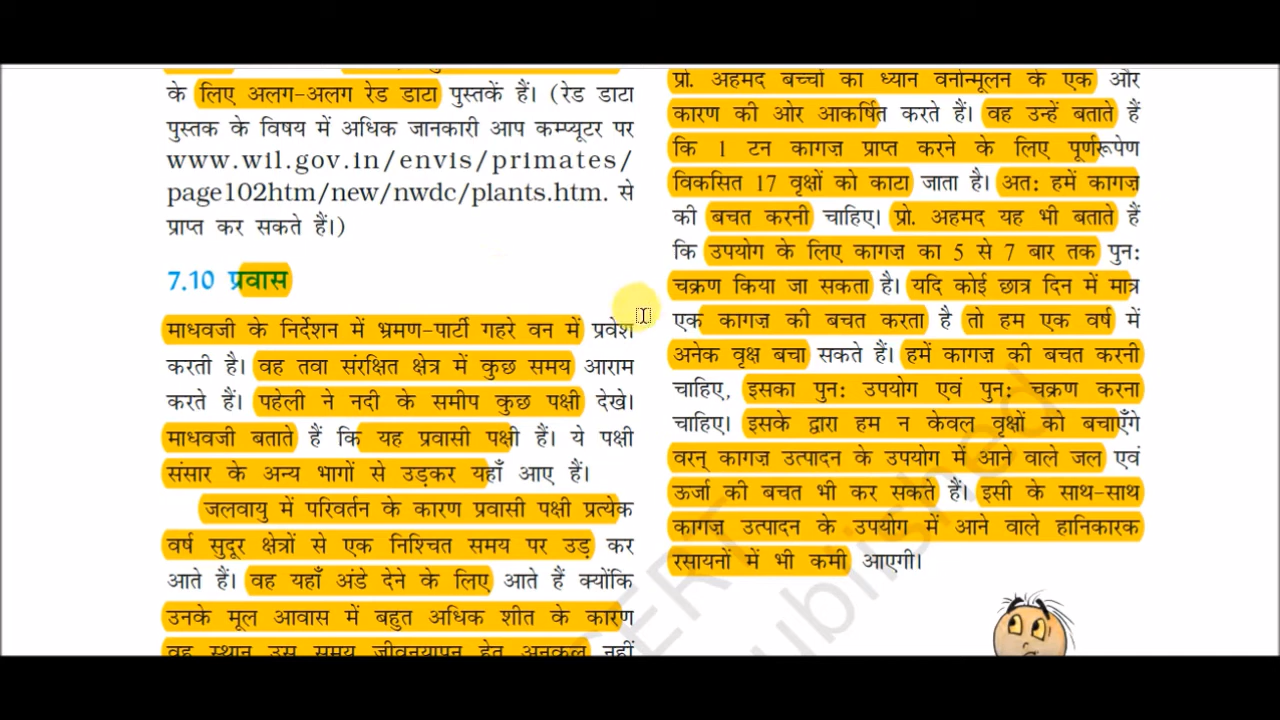 के लिए अलग-अलग रेड डाटा पुस्तकें हैं। (रेड डाटा
पुस्तक के विषय में अधिक जानकारी आप कम्प्यूटर पर
www.wil.gov.in/envis/primates/
page102htm/new/nwdc/plants.htm. से
प्राप्त कर सकते हैं।)
7.10 प्रवास
माधवजी के निर्देशन में भ्रमण-पार्टी गहरे वन में प्रवेश
करती है। वह तवा संरक्षित क्षेत्र में कुछ समय आराम
करते हैं। पहेली ने नदी के समीप कुछ पक्षी देखे।
माधवजी बताते हैं कि यह प्रवासी पक्षी हैं। ये पक्षी
संसार के अन्य भागों से उड़कर यहाँ आए हैं।
जलवायु में परिवर्तन के कारण प्रवासी पक्षी प्रत्येक
वर्ष सुदूर क्षेत्रों से एक निश्चित समय पर उड़ कर
आते हैं। वह यहाँ अंडे देने के लिए आते हैं क्योंकि
उनके मूल आवास में बहुत अधिक शीत के कारण
वह स्थान उस समय जीवनयापन हेतु अनुकूल नहीं
प्रो. अहमद बच्चों का ध्यान वनोन्मूलन के एक और
कारण की ओर आकर्षित करते हैं। वह उन्हें बताते हैं
कि 1 टन कागज़ प्राप्त करने के लिए पूर्णरूपेण
विकसित 17 वृक्षों को काटा जाता है। अत: हमें कागज़
की बचत करनी चाहिए। प्रो. अहमद यह भी बताते हैं
कि उपयोग के लिए कागज़ का 5 से 7 बार तक पुन:
चक्रण किया जा सकता है। यदि कोई छात्र दिन में मात्र
एक कागज़ की बचत करता है तो हम एक वर्ष में
अनेक वृक्ष बचा सकते हैं। हमें कागज़ की बचत करनी
चाहिए, इसका पुन: उपयोग एवं पुन: चक्रण करना
चाहिए। इसके द्वारा हम न केवल वृक्षों को बचाएँगे
वरन् कागज़ उत्पादन के उपयोग में आने वाले जल एवं
ऊर्जा की बचत भी कर सकते हैं। इसी के साथ-साथ
कागज़ उत्पादन के उपयोग में आने वाले हानिकारक
रसायनों में भी कमी आएगी।